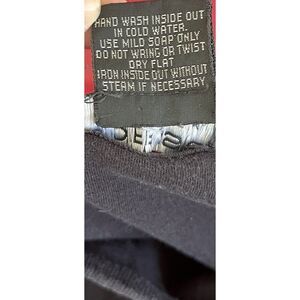 HAND WASH INSIDE OUT
IN COLD WATER.
USE MILD SOAP ONLY
DO NOT WRING OR TWIST
DRY FLAT
IRON INSIDE OUT WITHOUT
STEAM IF NECESSARY